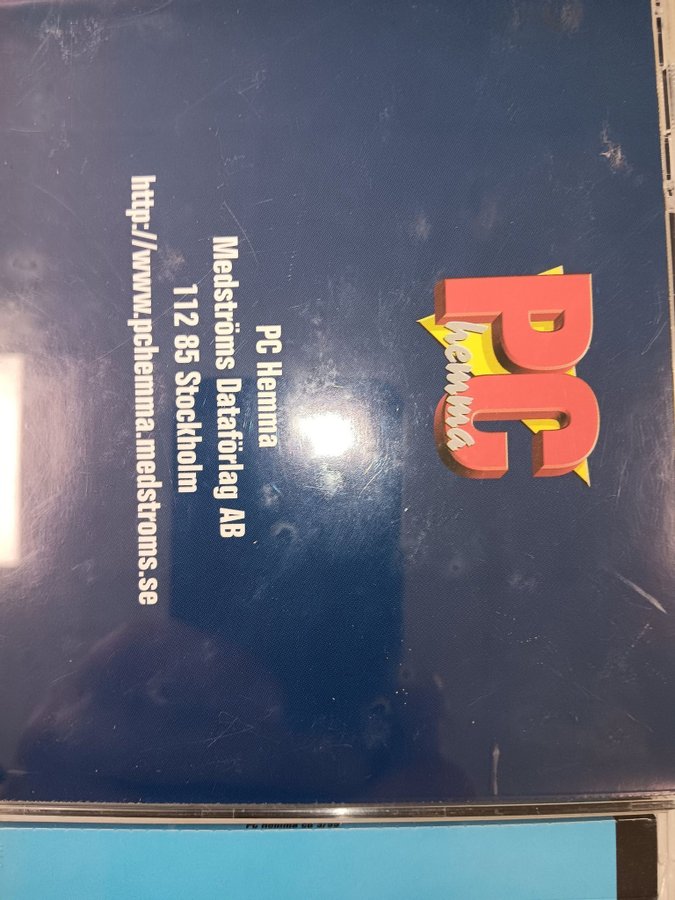 PC
hemma
PC Hemma
Medströms Dataförlag AB
112 85 Stockholm
http://www.pchemma.medstroms.se